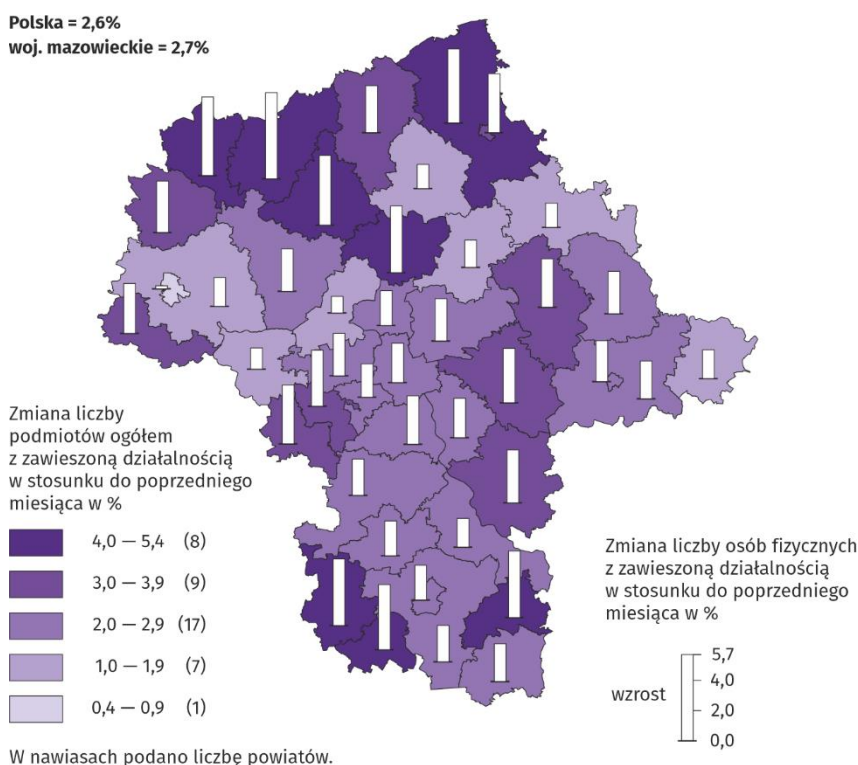 Polska = 2,6%
woj. mazowieckie = 2,7%
Zmiana liczby
podmiotów ogółem
z zawieszoną działalnością
w stosunku do poprzedniego
miesiąca w %
4,0 — 5,4 (8)
3,0 — 3,9 (9)
2,0 — 2,9 (17)
1,0 — 1,9 (7)
0,4 — 0,9 (1)
W nawiasach podano liczbę powiatów.
Zmiana liczby osób fizycznych
z zawieszoną działalnością
w stosunku do poprzedniego
miesiąca w %
wzrost
5,7
4,0
2,0
0,0